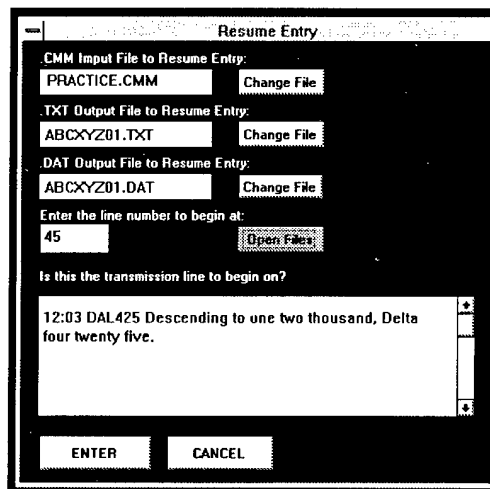 Resume Entry
.CMM Imput File to Resume Entry:
PRACTICE.CMM Change File
.TXT Output File to Resume Entry:
ABCXYZ01.TXT Change File
.DAT Output File to Resume Entry:
ABCXYZ01.DAT Change File
Enter the line number to begin at:
45 Open Files
Is this the transmission line to begin on?
12:03 DAL425 Descending to one two thousand, Delta
four twenty five.
ENTER CANCEL